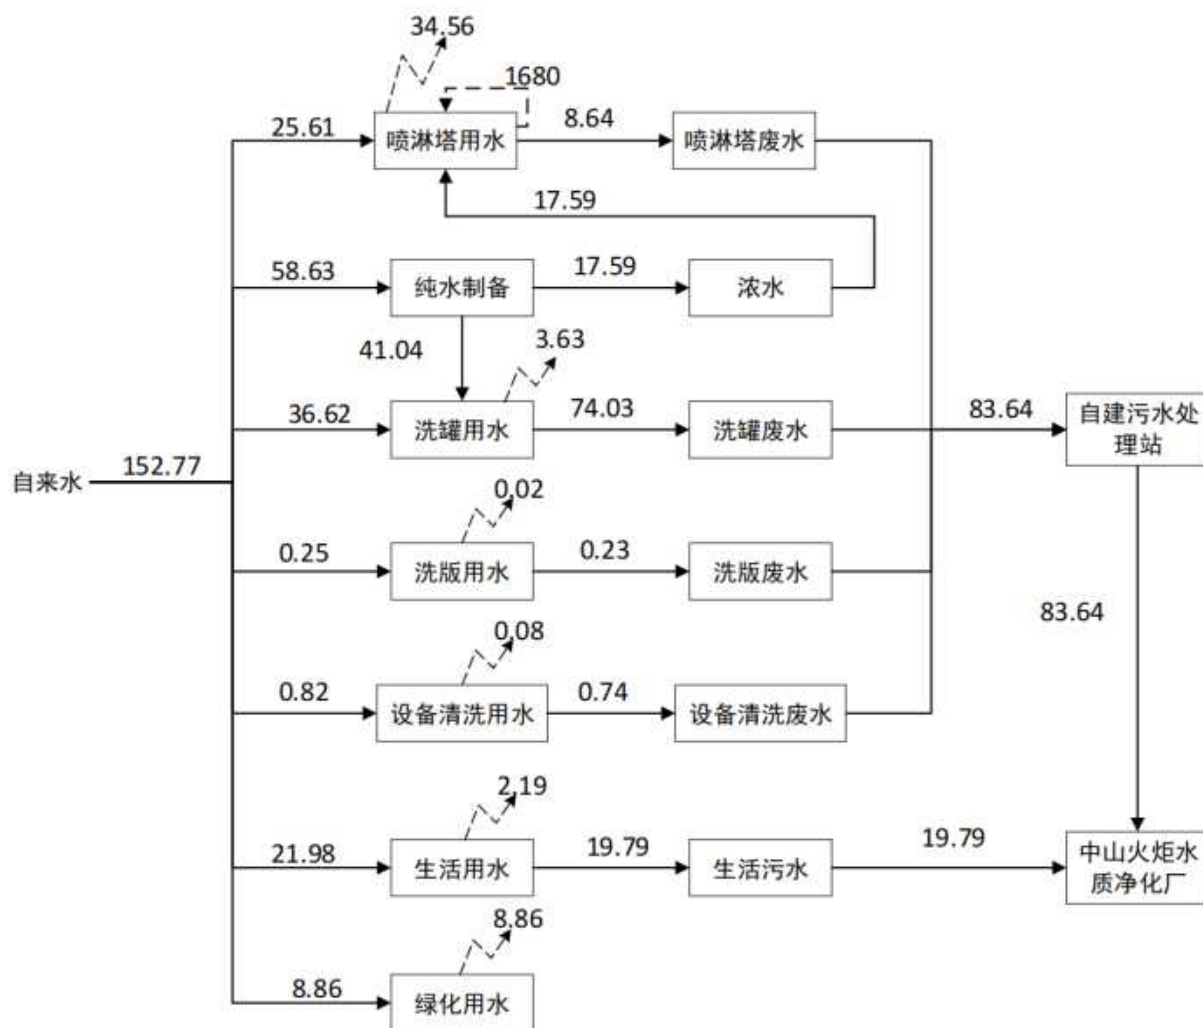 34.56
1680
25.61
喷淋塔用水
8.64
喷淋塔废水
17.59
58.63
纯水制备
17.59
浓水
41.04
3.63
36.62
洗罐用水
74.03
洗罐废水
83.64
自建污水处
理站
自来水
152.77
0.02
0.25
洗版用水
0.23
洗版废水
83.64
0.08
0.82
设备清洗用水
0.74
设备清洗废水
2.19
21.98
生活用水
19.79
生活污水
19.79
中山火炬水
质净化厂
8.86
8.86
绿化用水